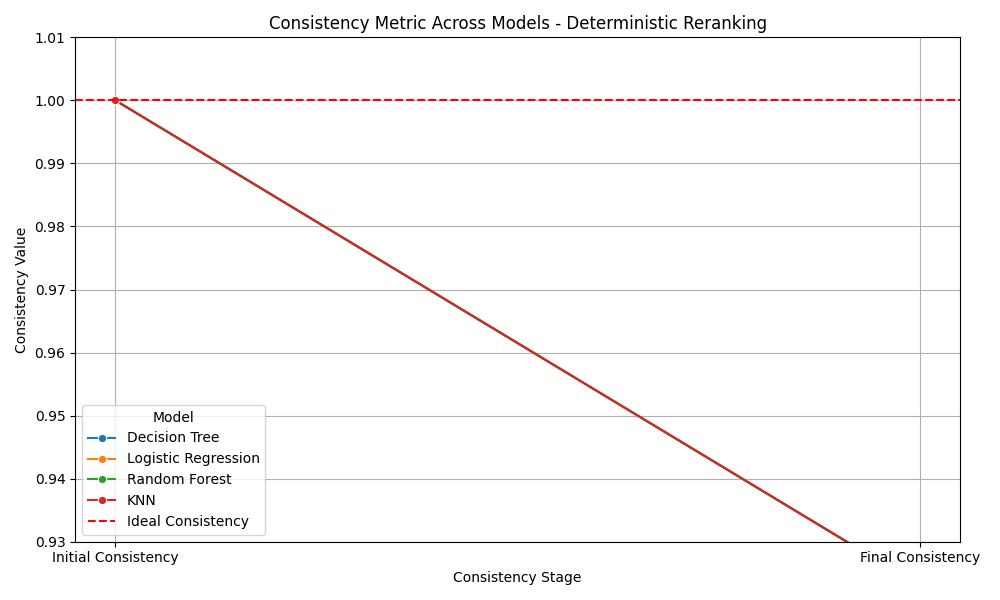 Consistency Metric Across Models - Deterministic Reranking
1.01
1.00
0.99
0.98
0.97
0.96
0.95
0.94
0.93
Consistency Value
Model
Decision Tree
Logistic Regression
Random Forest
KNN
Ideal Consistency
Initial Consistency
Final Consistency
Consistency Stage